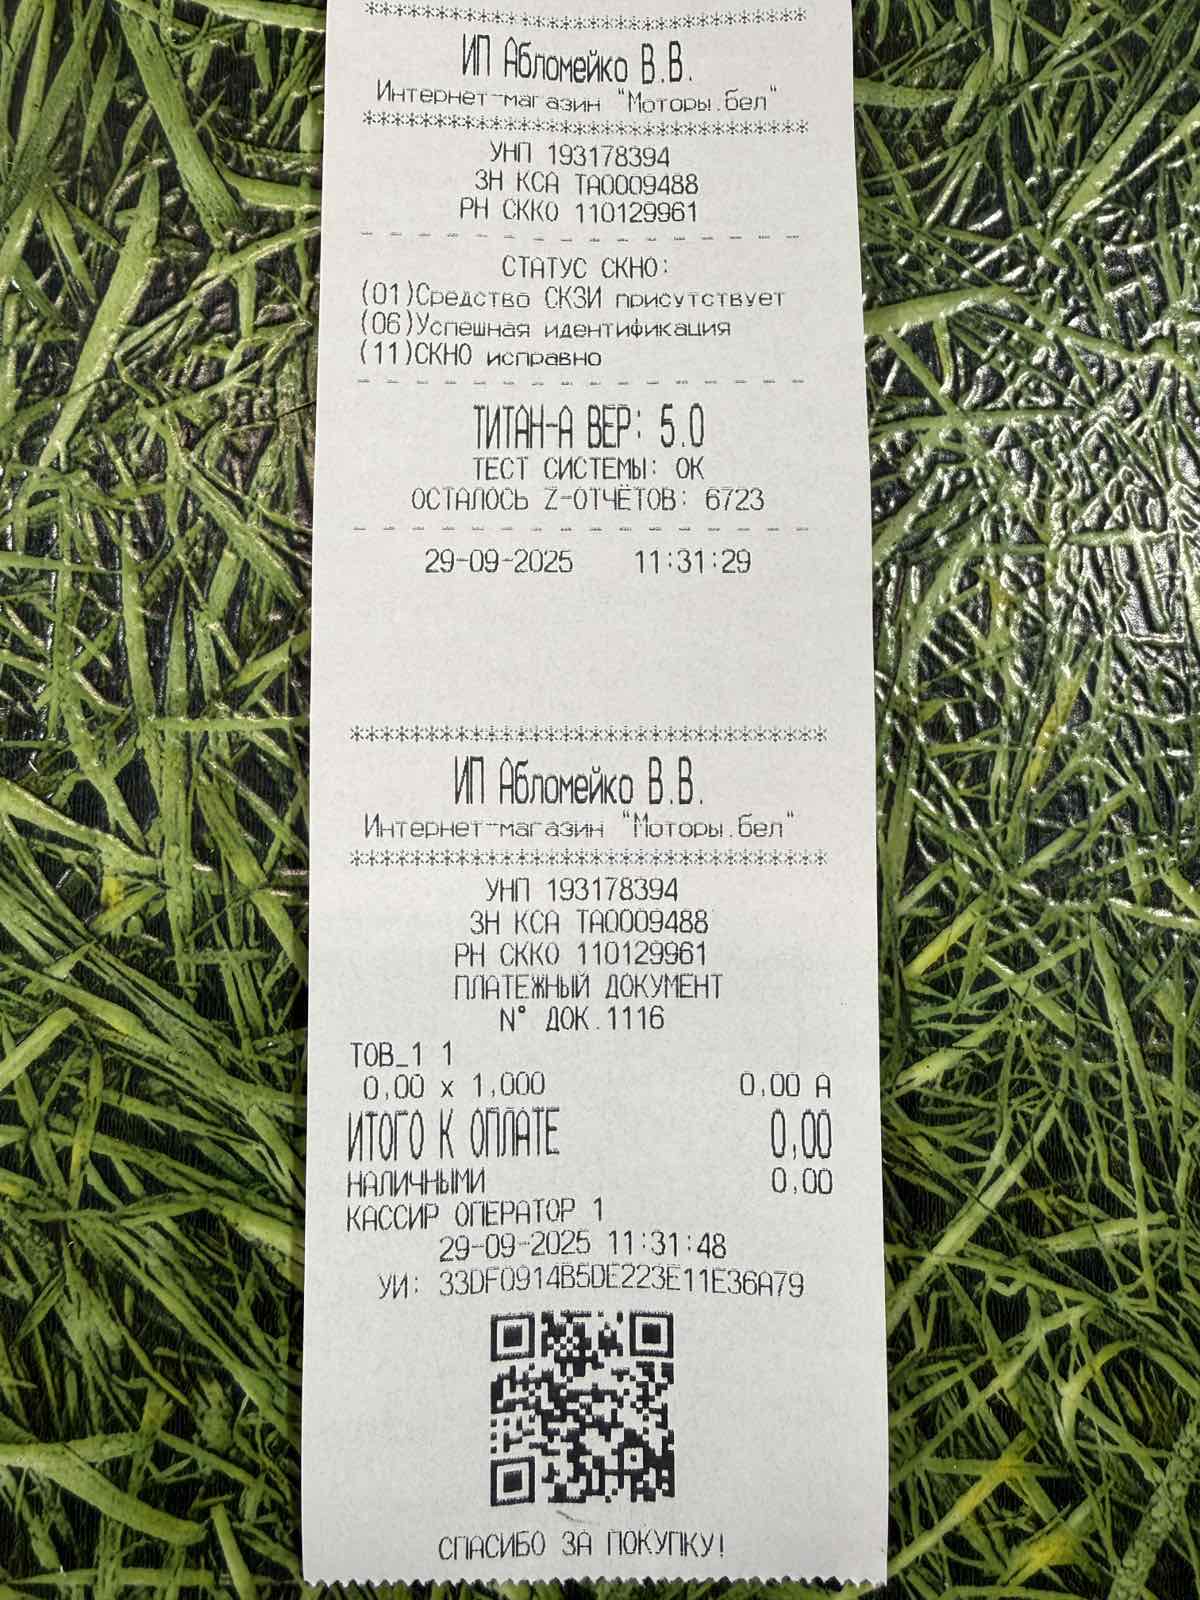 ******************************************
ИП Абломейко В.В.
Интернет-магазин "Моторы.бел"
******************************************
УНП 193178394
ЗН КСА ТА0009488
РН СККО 110129961
СТАТУС СКНО:
(01)Средство СКЗИ присутствует
(06)Успешная идентификация
(11)СКНО исправно
ТИТАН-А ВЕР: 5.0
ТЕСТ СИСТЕМЫ: ОК
ОСТАЛОСЬ Z-ОТЧЁТОВ: 6723
29-09-2025 11:31:29
******************************************
ИП Абломейко В.В.
Интернет-магазин "Моторы.бел"
******************************************
УНП 193178394
ЗН КСА ТА0009488
РН СККО 110129961
ПЛАТЕЖНЫЙ ДОКУМЕНТ
N° ДОК.1116
ТОВ_1 1
0,00 x 1,000 0,00 А
ИТОГО К ОПЛАТЕ 0,00
НАЛИЧНЫМИ 0,00
КАССИР ОПЕРАТОР 1
29-09-2025 11:31:48
УИ: 33DF0914B5DE223E11E36A79
СПАСИБО ЗА ПОКУПКУ!